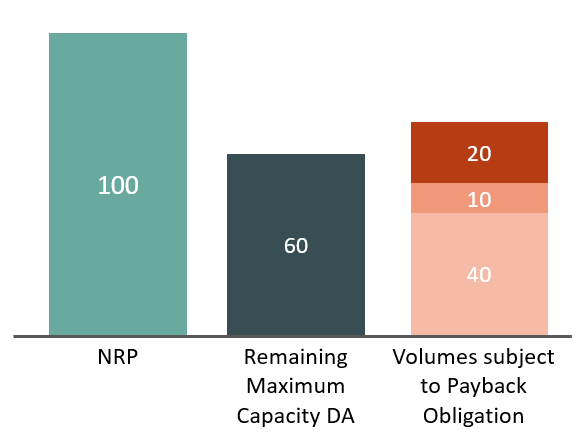 100
60
20
10
40
NRP
Remaining
Maximum
Capacity DA
Volumes subject
to Payback
Obligation